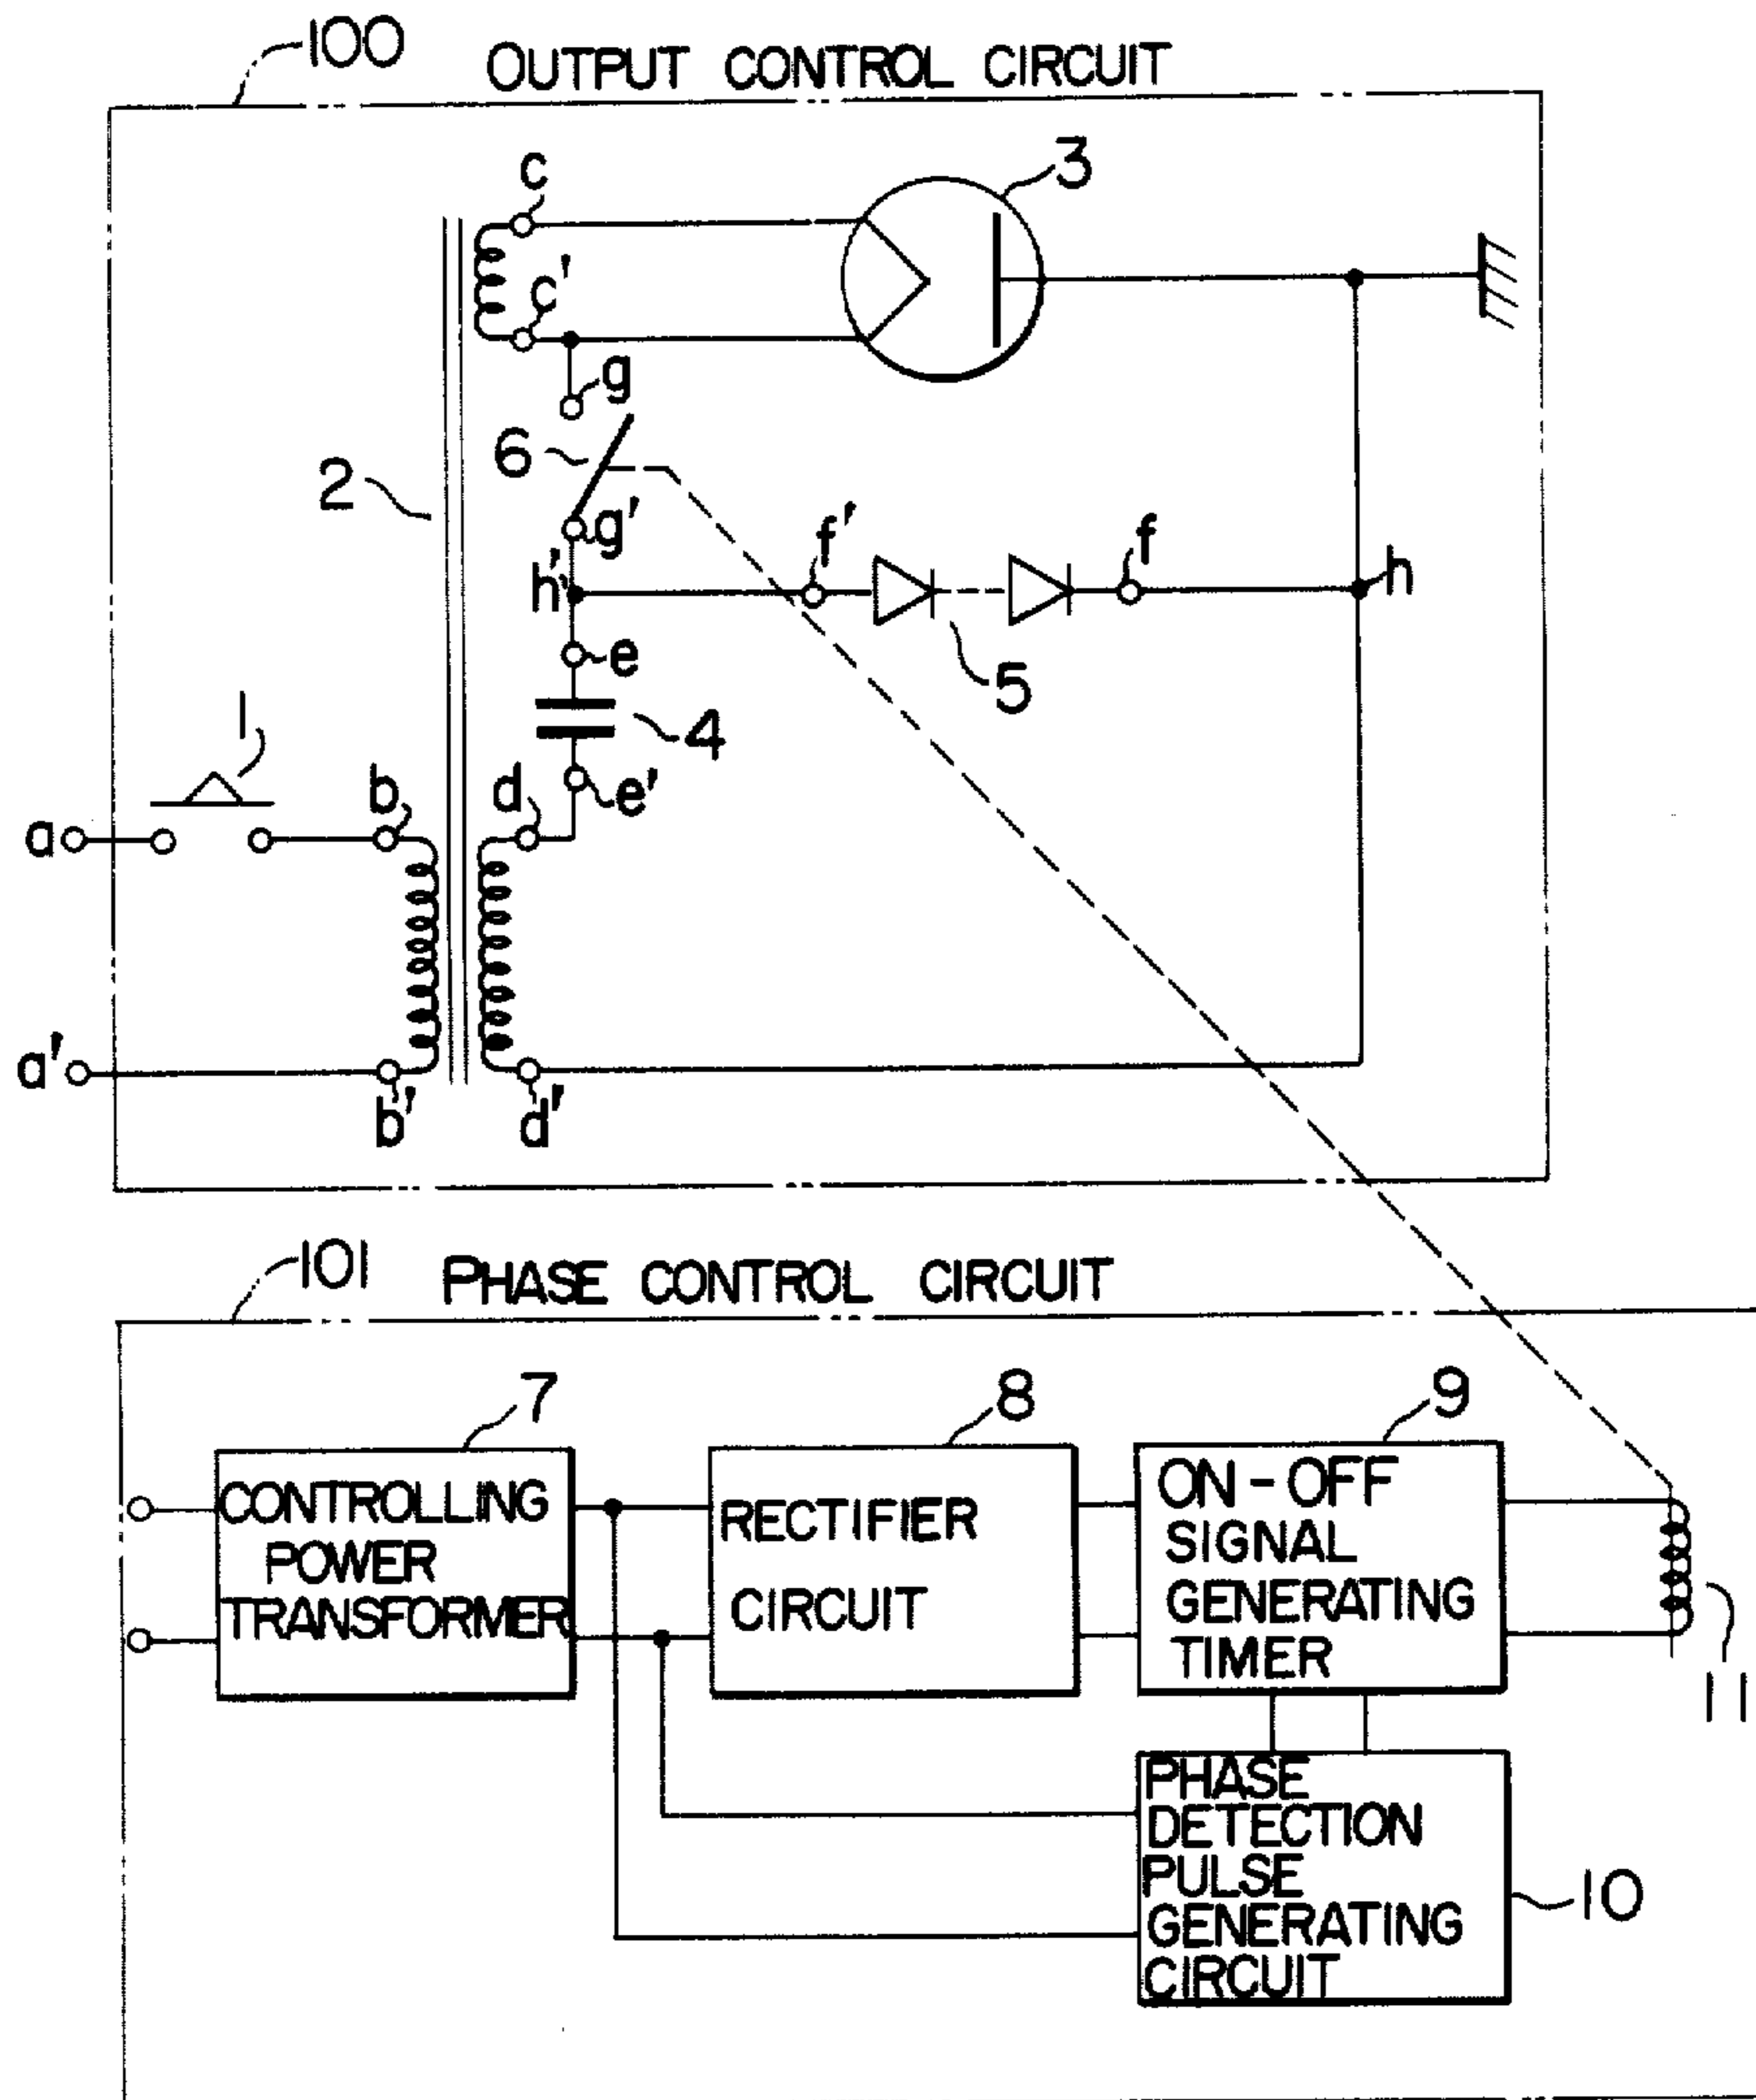 100
OUTPUT CONTROL CIRCUIT
3
c
c'
g
6
2
g'
f'
f
h'
h
e
5
4
1
e'
a
b
d
a'
b'
d'
101
PHASE CONTROL CIRCUIT
7
8
9
CONTROLLING
POWER
TRANSFORMER
RECTIFIER
CIRCUIT
ON-OFF
SIGNAL
GENERATING
TIMER
11
PHASE
DETECTION
PULSE
GENERATING
CIRCUIT
10